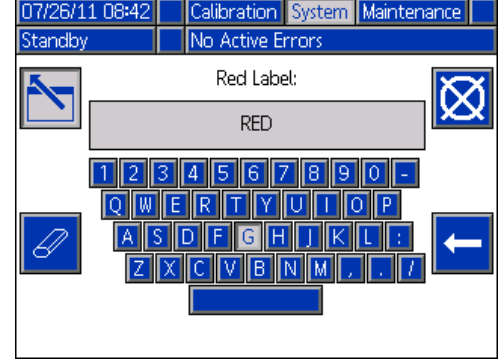 07/26/11 08:42 Calibration System Maintenance
Standby No Active Errors
Red Label:
RED
1 2 3 4 5 6 7 8 9 0 -
Q W E R T Y U I O P
A S D F G H J K L :
Z X C V B N M , . /